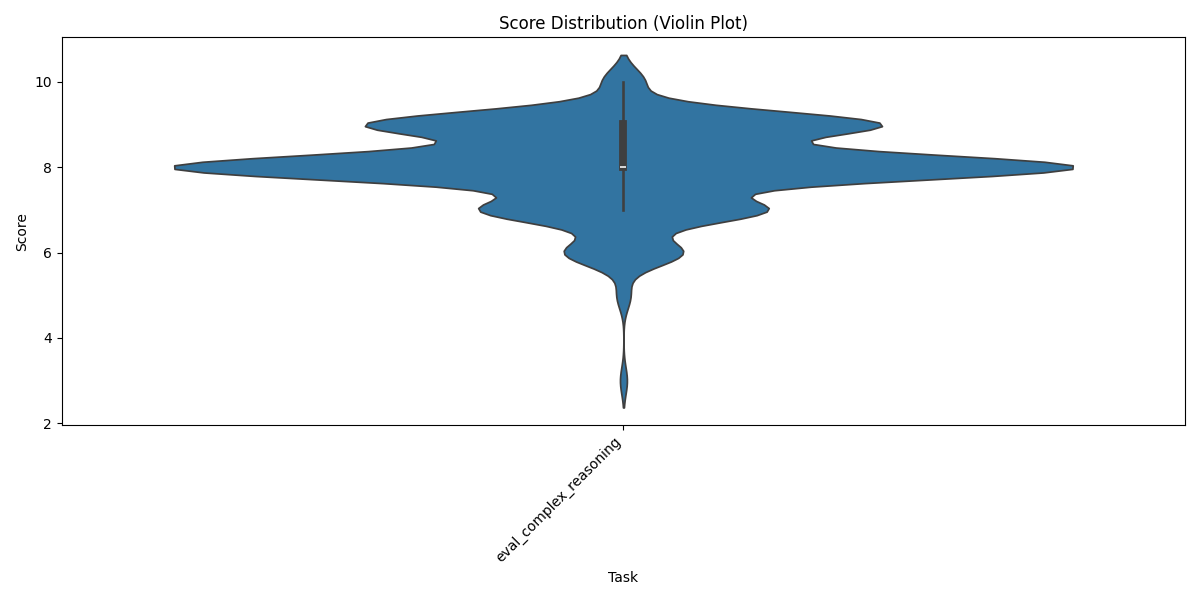 Score Distribution (Violin Plot)
10
8
6
4
2
Score
eval_complex_reasoning
Task